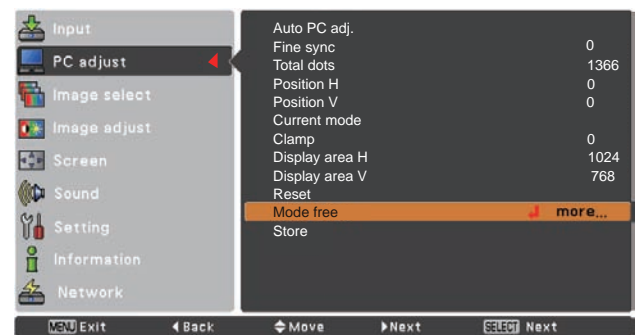 Input
PC adjust
Image select
Image adjust
Screen
Sound
Setting
Information
Network
Auto PC adj.
Fine sync 0
Total dots 1366
Position H 0
Position V 0
Current mode
Clamp 0
Display area H 1024
Display area V 768
Reset
Mode free more...
Store
MENU Exit Back Move Next SELECT Next